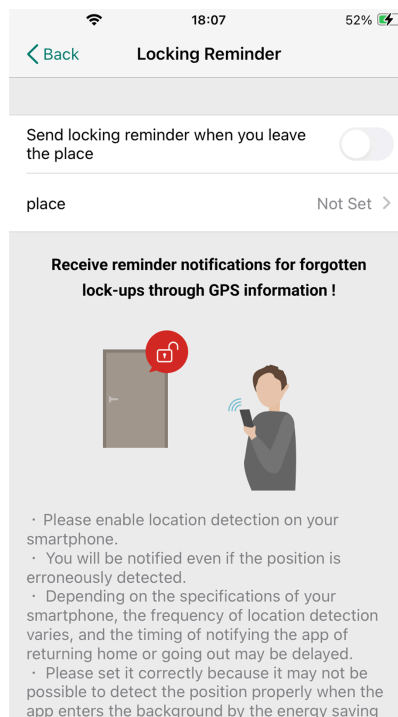 18:07
52%
Back
Locking Reminder
Send locking reminder when you leave
the place
place
Not Set
Receive reminder notifications for forgotten
lock-ups through GPS information !
・Please enable location detection on your
smartphone.
・You will be notified even if the position is
erroneously detected.
・Depending on the specifications of your
smartphone, the frequency of location detection
varies, and the timing of notifying the app of
returning home or going out may be delayed.
・Please set it correctly because it may not be
possible to detect the position properly when the
app enters the background by the energy saving